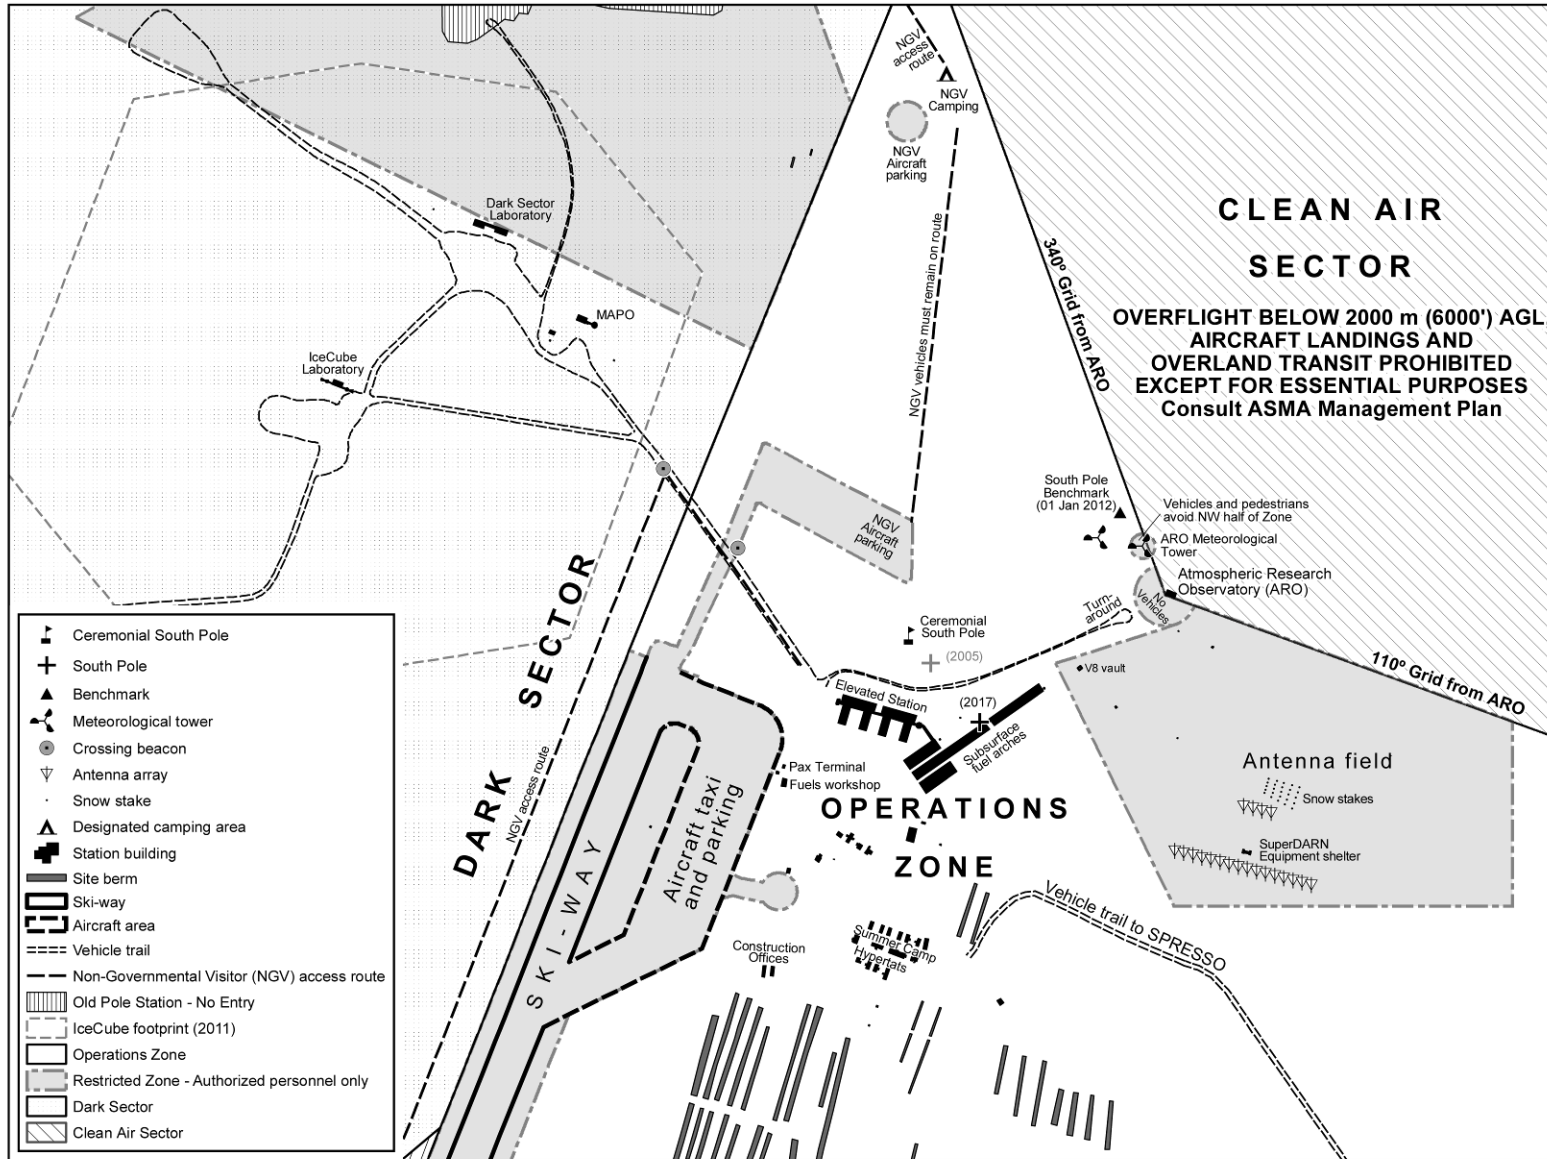 NGV
access
route
NGV
Camping
NGV
Aircraft
parking
CLEAN AIR
SECTOR
OVERFLIGHT BELOW 2000 m (6000') AGL,
AIRCRAFT LANDINGS AND
OVERLAND TRANSIT PROHIBITED
EXCEPT FOR ESSENTIAL PURPOSES
Consult ASMA Management Plan
340º Grid from ARO
NGV vehicles must remain on route
Dark Sector
Laboratory
MAPO
IceCube
Laboratory
NGV
Aircraft
parking
South Pole
Benchmark
(01 Jan 2012)
Vehicles and pedestrians
avoid NW half of Zone
ARO Meteorological
Tower
Atmospheric Research
Observatory (ARO)
No
Vehicles
Turn-
around
Ceremonial
South Pole
(2005)
V8 vault
110º Grid from ARO
DARK SECTOR
NGV access route
Elevated Station
(2017)
Subsurface
fuel arches
Pax Terminal
Fuels workshop
OPERATIONS
ZONE
Aircraft taxi
and parking
SKI-WAY
Antenna field
Snow stakes
SuperDARN
Equipment shelter
Vehicle trail to SPRESSO
Construction
Offices
Summer Camp
Hypertats
Ceremonial South Pole
South Pole
Benchmark
Meteorological tower
Crossing beacon
Antenna array
Snow stake
Designated camping area
Station building
Site berm
Ski-way
Aircraft area
Vehicle trail
Non-Governmental Visitor (NGV) access route
Old Pole Station - No Entry
IceCube footprint (2011)
Operations Zone
Restricted Zone - Authorized personnel only
Dark Sector
Clean Air Sector